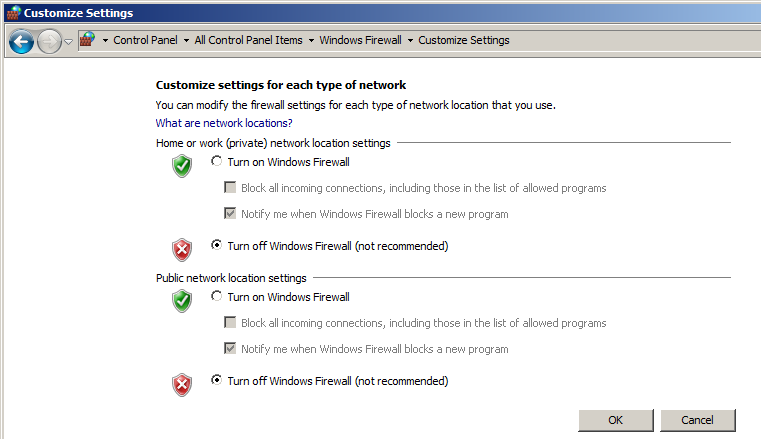 Customize Settings
Control Panel All Control Panel Items Windows Firewall Customize Settings
Customize settings for each type of network
You can modify the firewall settings for each type of network location that you use.
What are network locations?
Home or work (private) network location settings
Turn on Windows Firewall
Block all incoming connections, including those in the list of allowed programs
Notify me when Windows Firewall blocks a new program
Turn off Windows Firewall (not recommended)
Public network location settings
Turn on Windows Firewall
Block all incoming connections, including those in the list of allowed programs
Notify me when Windows Firewall blocks a new program
Turn off Windows Firewall (not recommended)
OK Cancel